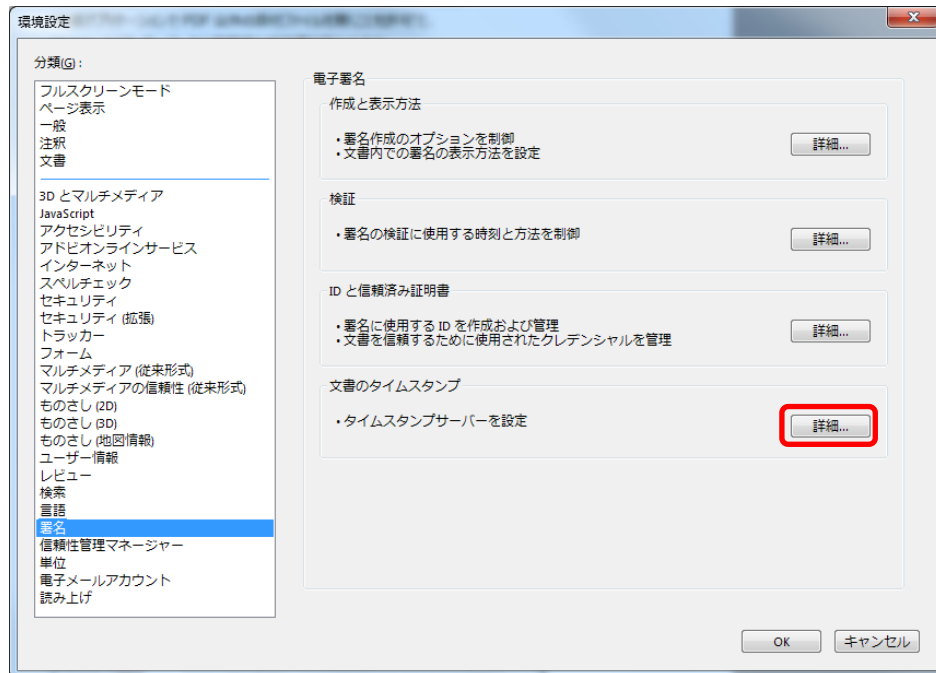 環境設定
分類(G) :
フルスクリーンモード
ページ表示
一般
注釈
文書
3D とマルチメディア
JavaScript
アクセシビリティ
アドビオンラインサービス
インターネット
スペルチェック
セキュリティ
セキュリティ (拡張)
トラッカー
フォーム
マルチメディア (従来形式)
マルチメディアの信頼性 (従来形式)
ものさし (2D)
ものさし (3D)
ものさし (地図情報)
ユーザー情報
レビュー
検索
言語
署名
信頼性管理マネージャー
単位
電子メールアカウント
読み上げ
電子署名
作成と表示方法
・署名作成のオプションを制御
・文書内での署名の表示方法を設定
詳細...
検証
・署名の検証に使用する時刻と方法を制御
詳細...
ID と信頼済み証明書
・署名に使用する ID を作成および管理
・文書を信頼するために使用されたクレデンシャルを管理
詳細...
文書のタイムスタンプ
・タイムスタンプサーバーを設定
詳細...
OK
キャンセル